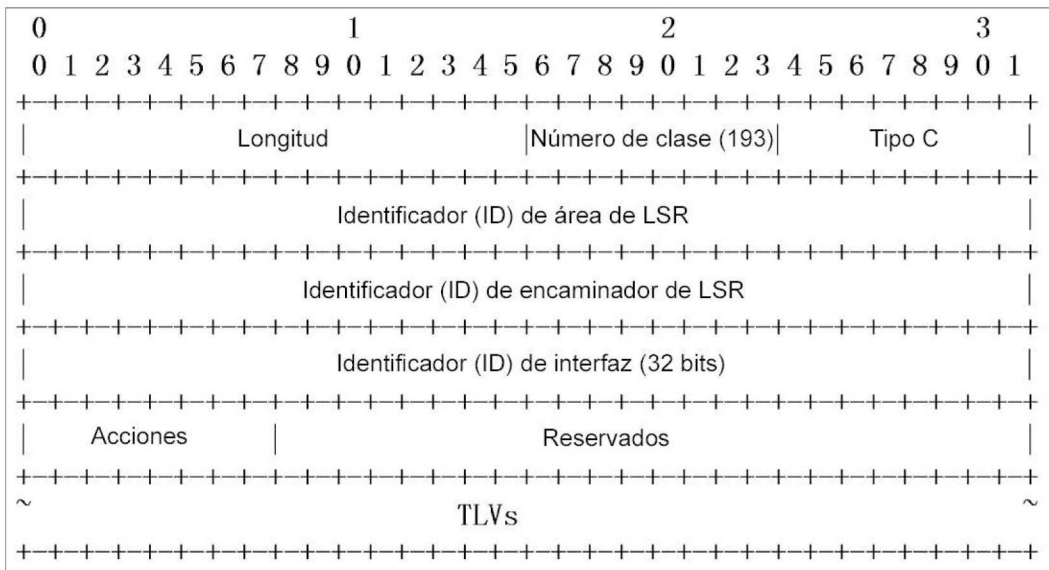 0 1 2 3
0 1 2 3 4 5 6 7 8 9 0 1 2 3 4 5 6 7 8 9 0 1 2 3 4 5 6 7 8 9 0 1
+-+-+-+-+-+-+-+-+-+-+-+-+-+-+-+-+-+-+-+-+-+-+-+-+-+-+-+-+-+-+-+-+
| Longitud |Número de clase (193)| Tipo C |
+-+-+-+-+-+-+-+-+-+-+-+-+-+-+-+-+-+-+-+-+-+-+-+-+-+-+-+-+-+-+-+-+
| Identificador (ID) de área de LSR |
+-+-+-+-+-+-+-+-+-+-+-+-+-+-+-+-+-+-+-+-+-+-+-+-+-+-+-+-+-+-+-+-+
| Identificador (ID) de encaminador de LSR |
+-+-+-+-+-+-+-+-+-+-+-+-+-+-+-+-+-+-+-+-+-+-+-+-+-+-+-+-+-+-+-+-+
| Identificador (ID) de interfaz (32 bits) |
+-+-+-+-+-+-+-+-+-+-+-+-+-+-+-+-+-+-+-+-+-+-+-+-+-+-+-+-+-+-+-+-+
| Acciones | Reservados |
+-+-+-+-+-+-+-+-+-+-+-+-+-+-+-+-+-+-+-+-+-+-+-+-+-+-+-+-+-+-+-+-+
~ TLVs ~
+-+-+-+-+-+-+-+-+-+-+-+-+-+-+-+-+-+-+-+-+-+-+-+-+-+-+-+-+-+-+-+-+